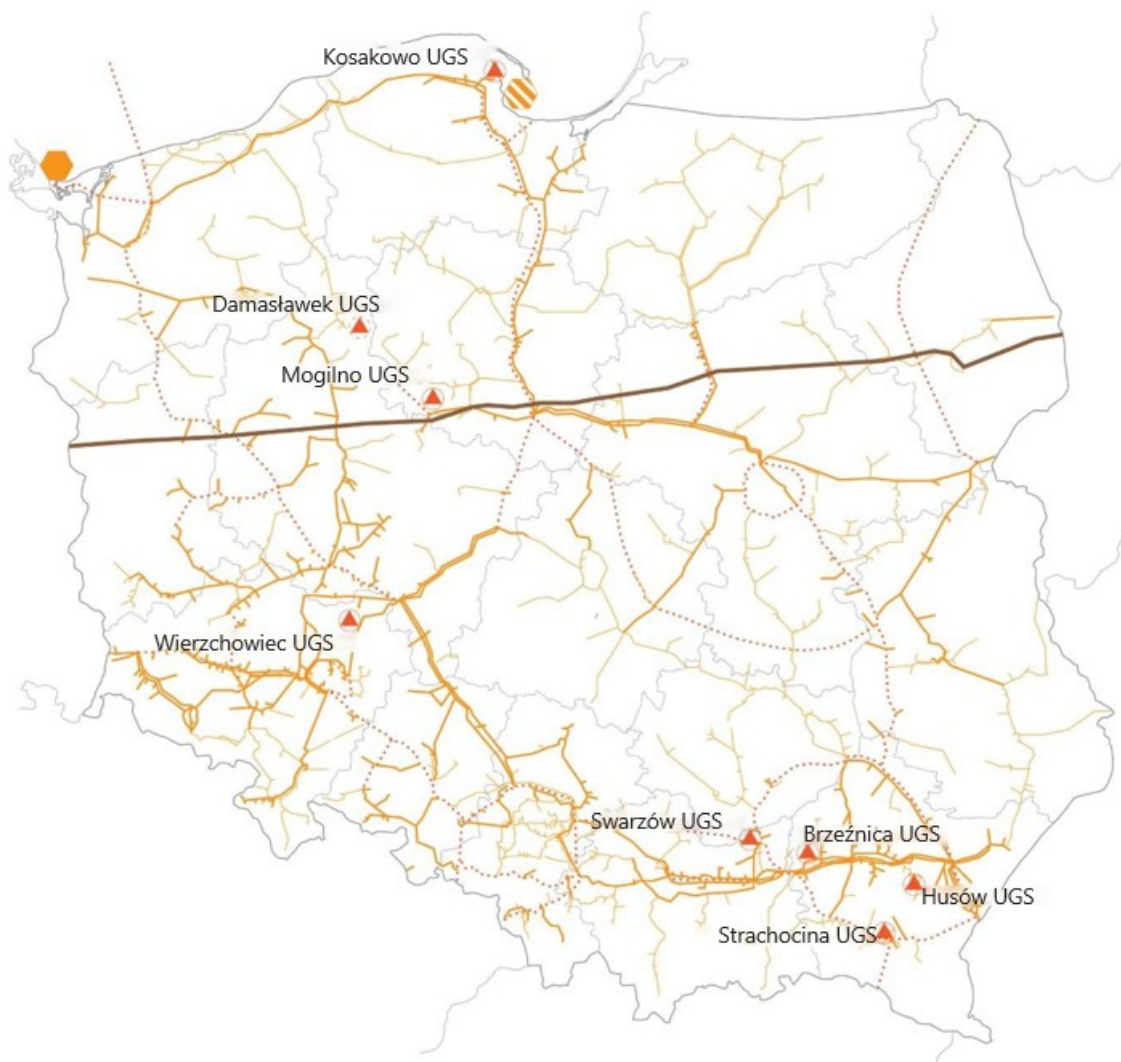 Kosakowo UGS
Damasławek UGS
Mogilno UGS
Wierzchowiec UGS
Swarzów UGS
Brzeźnica UGS
Husów UGS
Strachocina UGS